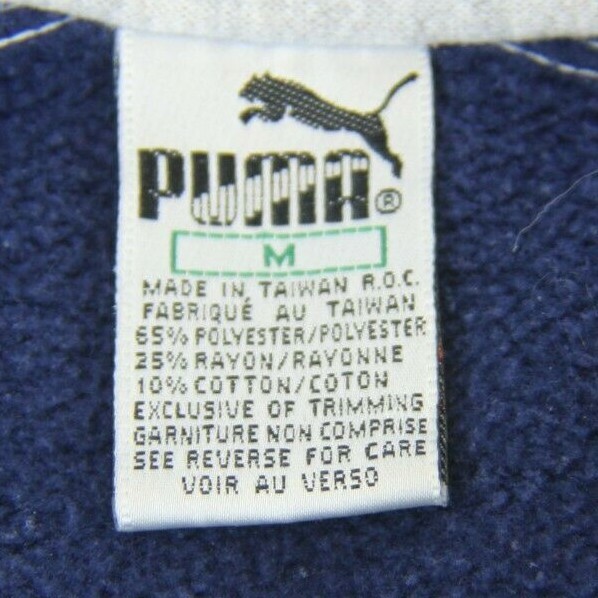 PUMA®
M
MADE IN TAIWAN R.O.C.
FABRIQUÉ AU TAIWAN
65% POLYESTER/POLYESTER
25% RAYON/RAYONNE
10% COTTON/COTON
EXCLUSIVE OF TRIMMING
GARNITURE NON COMPRISE
SEE REVERSE FOR CARE
VOIR AU VERSO